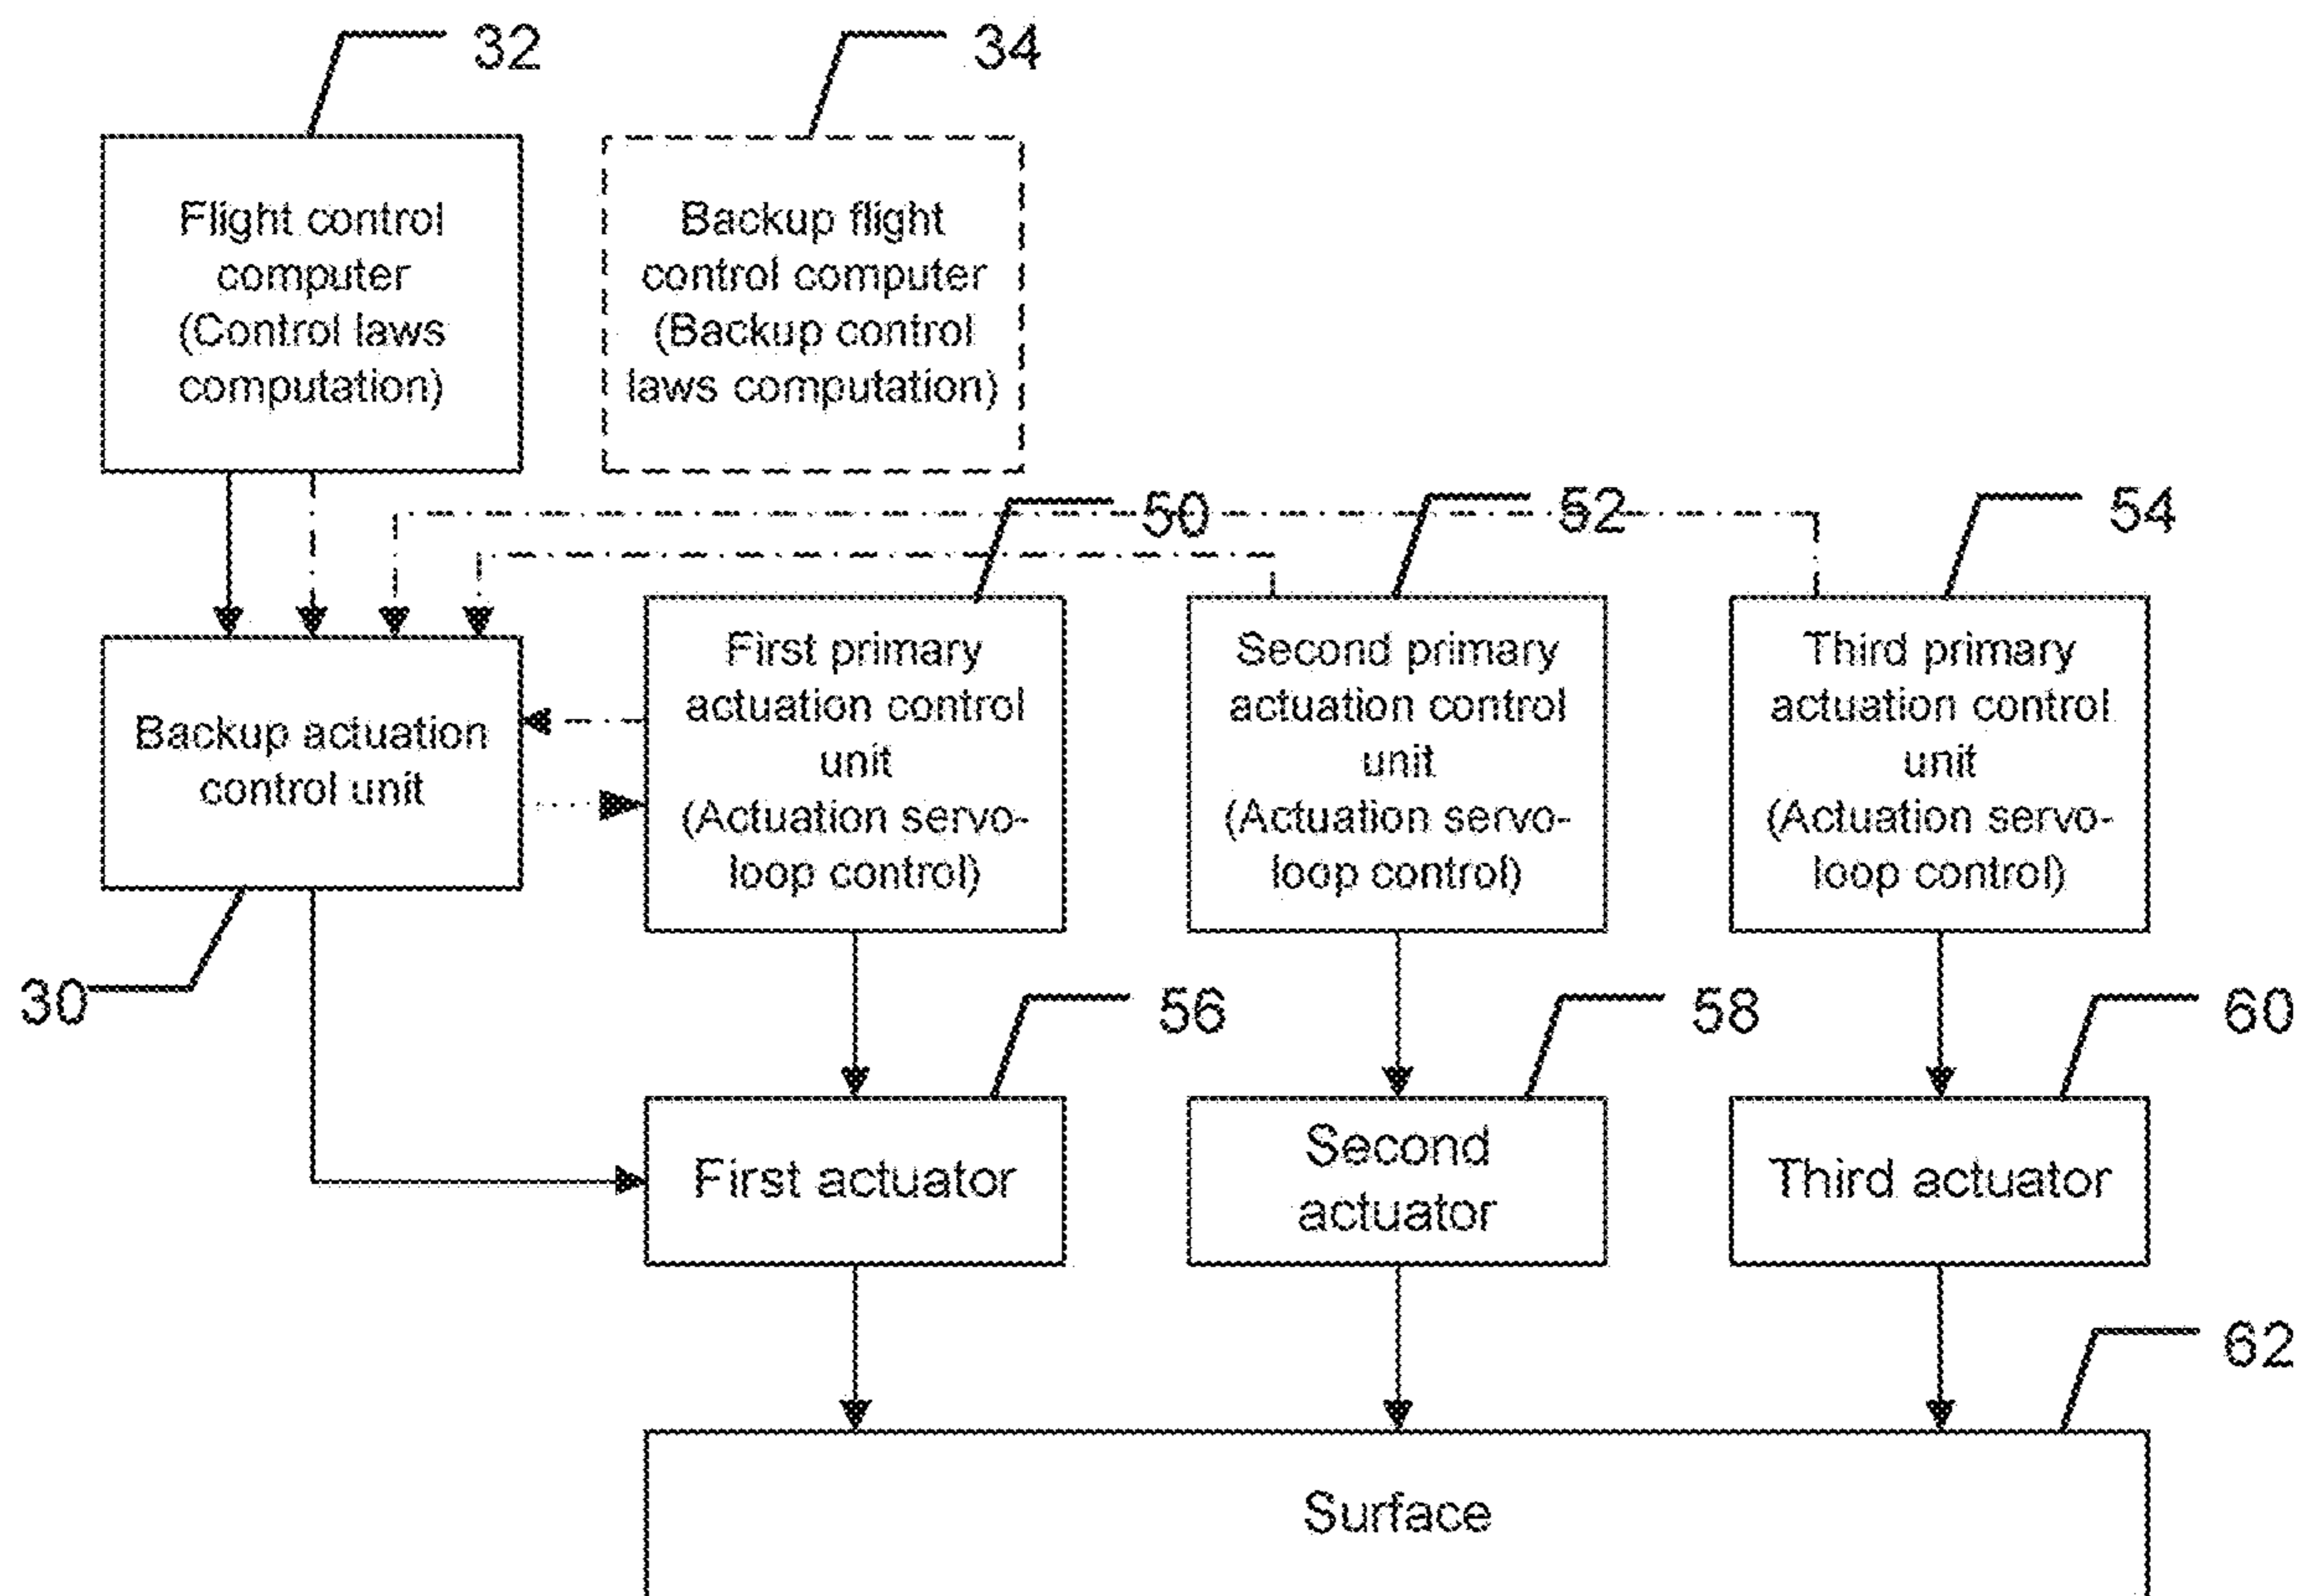 32
34
Flight control
computer
(Control laws
computation)
Backup flight
control computer
(Backup control
laws computation)
50
52
54
Backup actuation
control unit
First primary
actuation control
unit
(Actuation servo-
loop control)
Second primary
actuation control
unit
(Actuation servo-
loop control)
Third primary
actuation control
unit
(Actuation servo-
loop control)
30
56
58
60
First actuator
Second
actuator
Third actuator
62
Surface